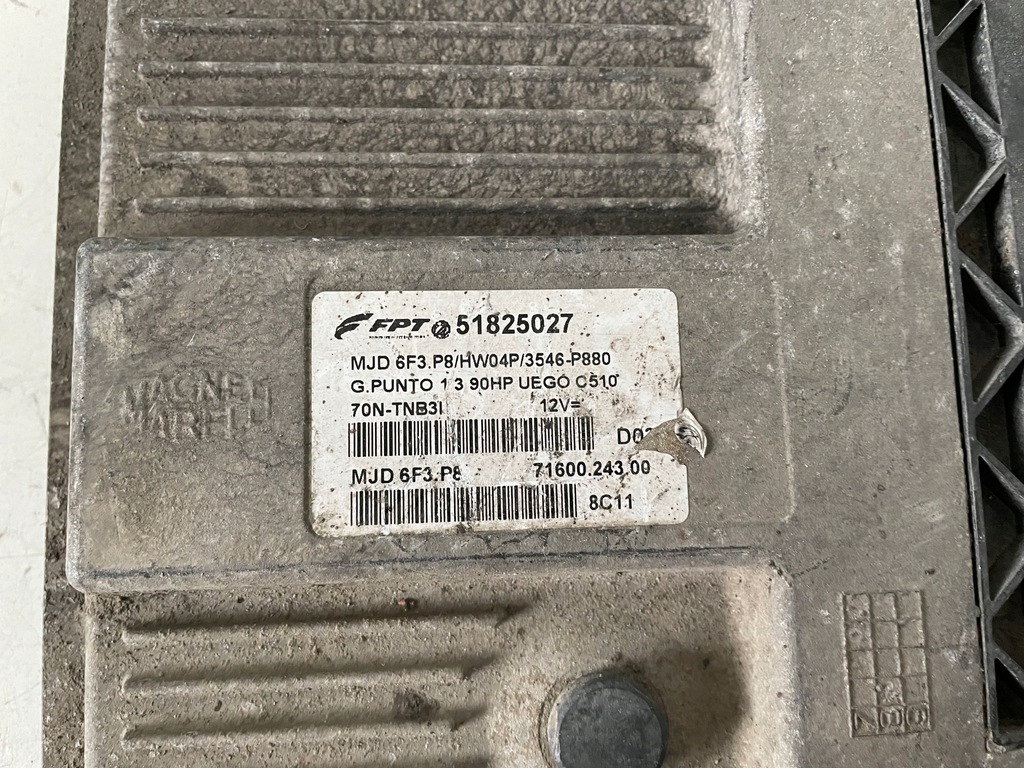 FPT 51825027
MJD 6F3.P8/HW04P/3546-P880
G.PUNTO 1.3 90HP UEGO C510
70N-TNB3I 12V=
MJD 6F3.P8 71600.243.00
8C11
MAGNETI
MARELLI